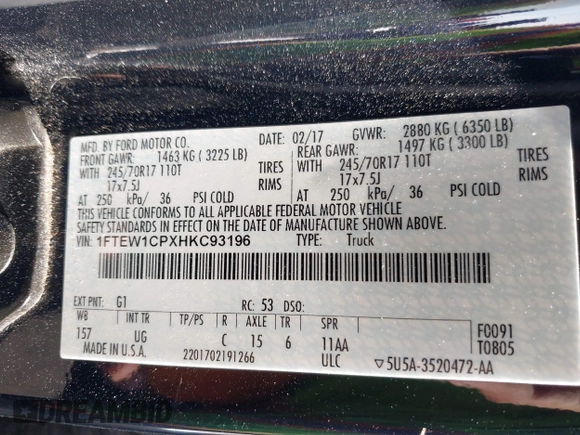 MFD. BY FORD MOTOR CO. DATE: 02/17 GVWR: 2880 KG ( 6350 LB)
FRONT GAWR: 1463 KG ( 3225 LB) REAR GAWR: 1497 KG ( 3300 LB)
WITH 245/70R17 110T TIRES WITH 245/70R17 110T TIRES
17x7.5J RIMS 17x7.5J RIMS
AT 250 kPa/ 36 PSI COLD AT 250 kPa/ 36 PSI COLD
THIS VEHICLE CONFORMS TO ALL APPLICABLE FEDERAL MOTOR VEHICLE
SAFETY STANDARDS IN EFFECT ON THE DATE OF MANUFACTURE SHOWN ABOVE.
VIN: 1FTEW1CPXHKC93196 TYPE: Truck
EXT PNT: G1 RC: 53 DSO:
WB INT TR TP/PS R AXLE TR SPR F0091
157 UG C 15 6 11AA T0805
MADE IN U.S.A. 2201702191266 ULC ▽5U5A-3520472-AA
DREAMBID